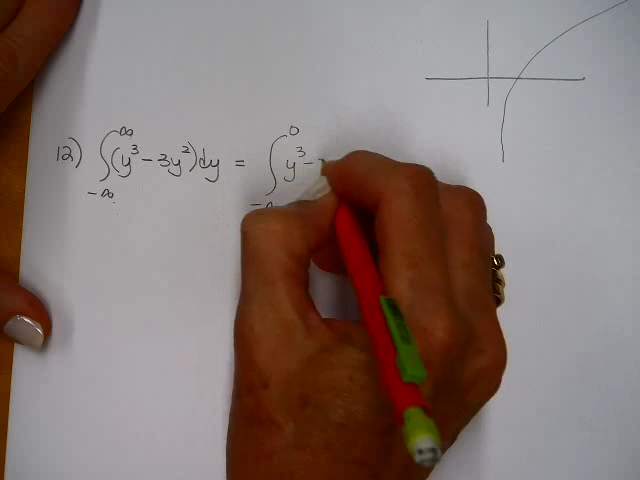 12) ∫_{-∞}^{∞} (y³ - 3y²)dy = ∫_{-∞}^{0} y³ -